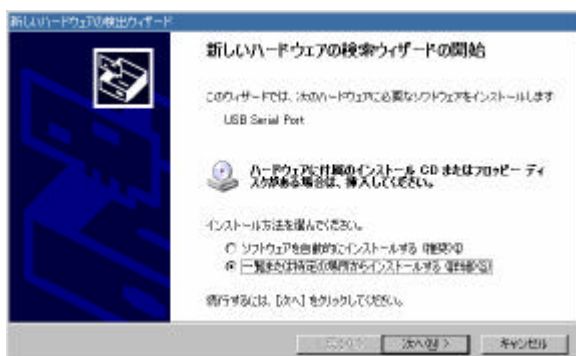 新しいハードウェアの検出ウィザード
新しいハードウェアの検索ウィザードの開始
このウィザードでは、次のハードウェアに必要なソフトウェアをインストールします
USB Serial Port
ハードウェアに付属のインストール CD またはフロッピー ディ
スクがある場合は、挿入してください。
インストール方法を選んでください。
ソフトウェアを自動的にインストールする (推奨)(I)
一覧または特定の場所からインストールする (詳細)(S)
続行するには、[次へ] をクリックしてください。
次へ(N) >
キャンセル